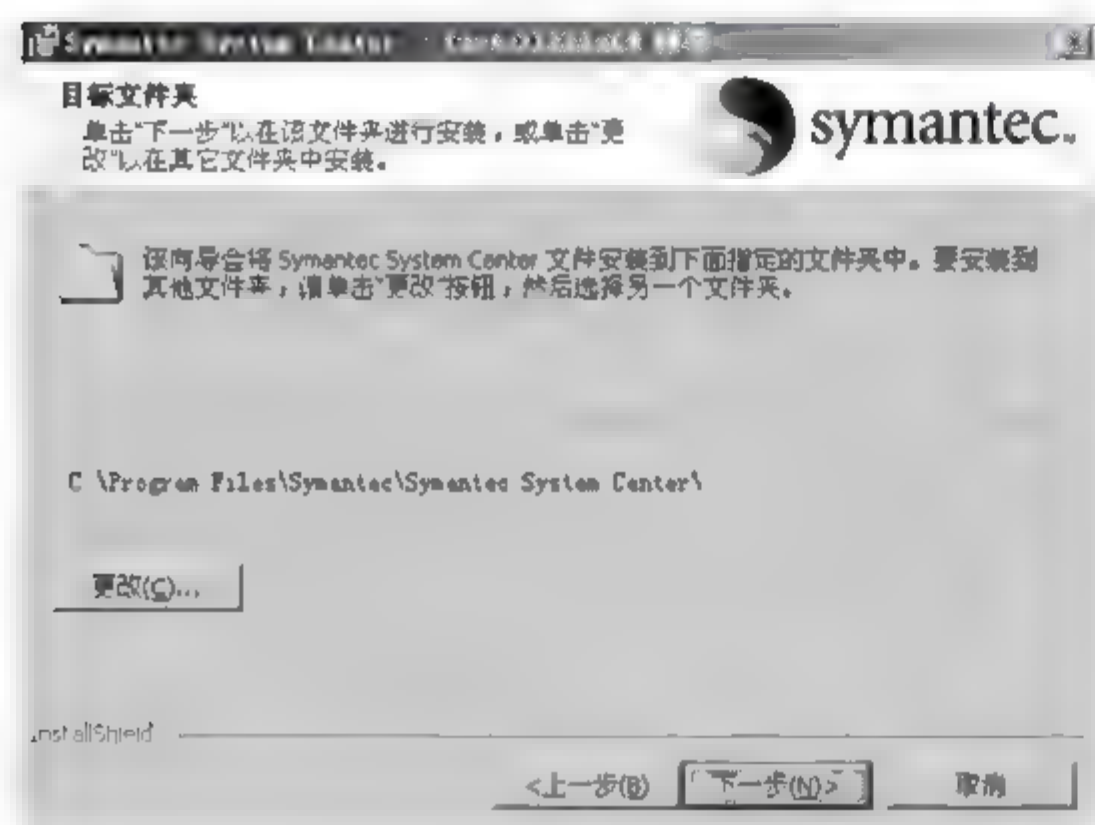 Symantec System Center
目标文件夹
symantec.
单击“下一步”以在该文件夹进行安装，或单击“更
改”以在其它文件夹中安装。
该向导会将 Symantec System Center 文件安装到下面指定的文件夹中。要安装到
其他文件夹，请单击“更改”按钮，然后选择另一个文件夹。
C \Program Files\Symantec\Symantec System Center\
更改(C)...
InstallShield
<上一步(B)
下一步(N)>
取消